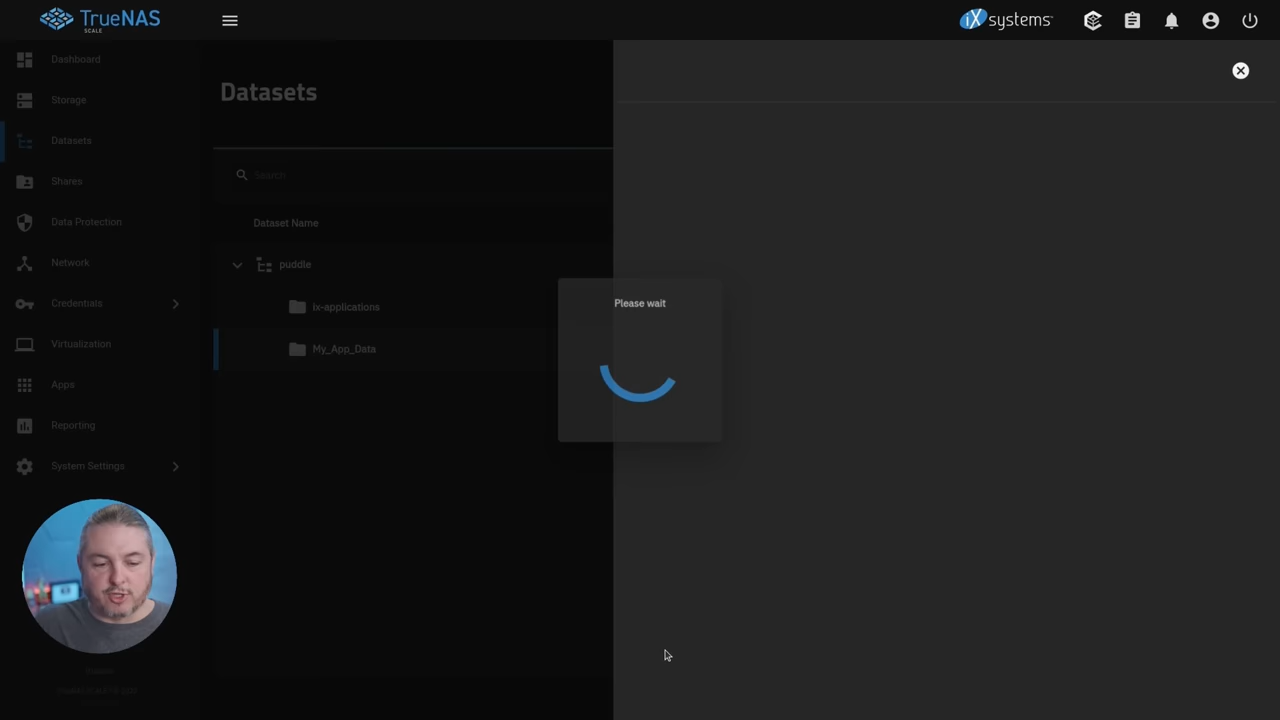 TrueNAS
SCALE
iX systems
Dashboard
Storage
Datasets
Shares
Data Protection
Network
Credentials
Virtualization
Apps
Reporting
System Settings
Datasets
Search
Dataset Name
puddle
ix-applications
My_App_Data
Please wait